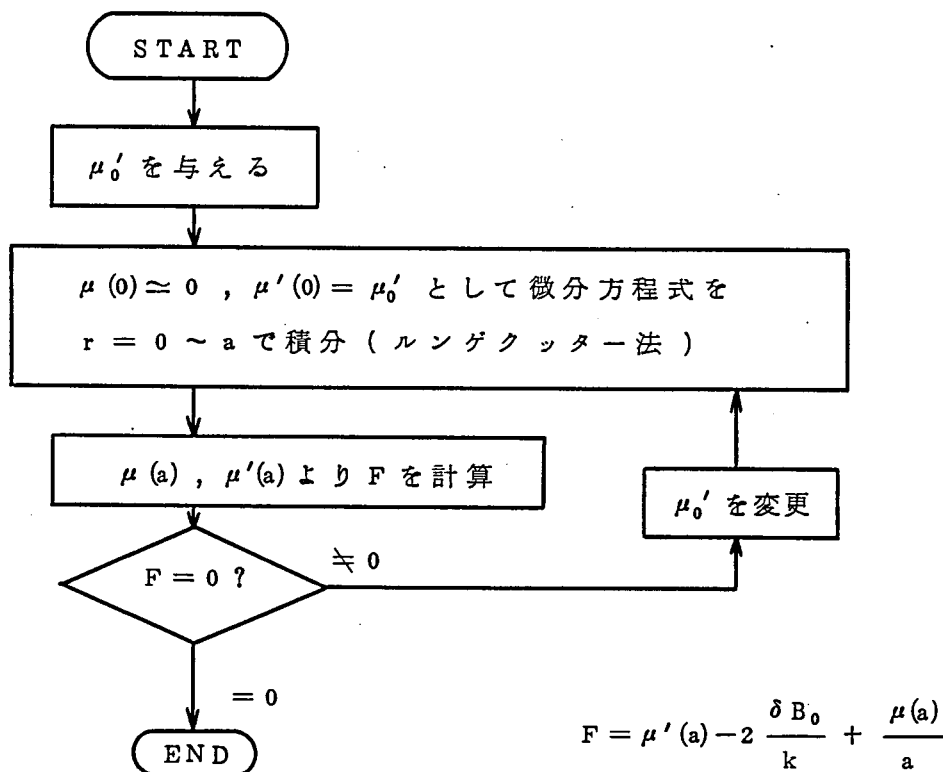 START
μ₀′ を与える
μ(0)≃0 , μ′(0)= μ₀′ として微分方程式を
r = 0 ~ a で積分 ( ルンゲクッター法 )
μ(a) , μ′(a) より F を計算
μ₀′ を変更
F = 0 ?
≒ 0
= 0
END
F = μ′(a) − 2 δB₀/k + μ(a)/a